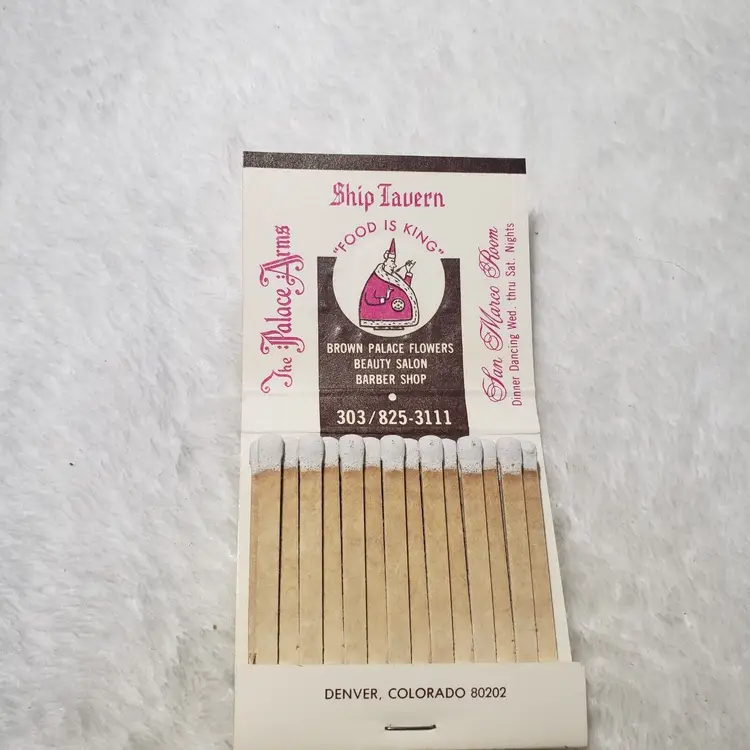 Ship Tavern
"FOOD IS KING"
The Palace Arms
San Marco Room
Dinner Dancing Wed. thru Sat. Nights
BROWN PALACE FLOWERS
BEAUTY SALON
BARBER SHOP
303/825-3111
DENVER, COLORADO 80202